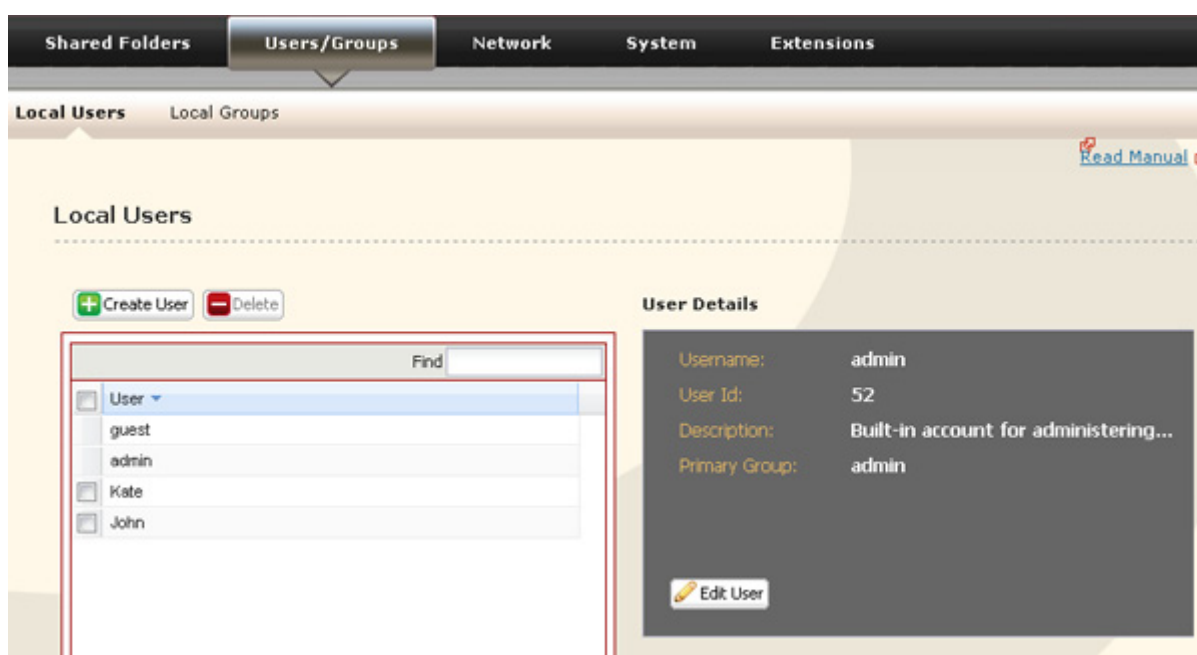 Shared Folders Users/Groups Network System Extensions
Local Users Local Groups
Read Manual
Local Users
Create User Delete
User Details
Find
User
guest
admin
Kate
John
Username: admin
User Id: 52
Description: Built-in account for administering...
Primary Group: admin
Edit User